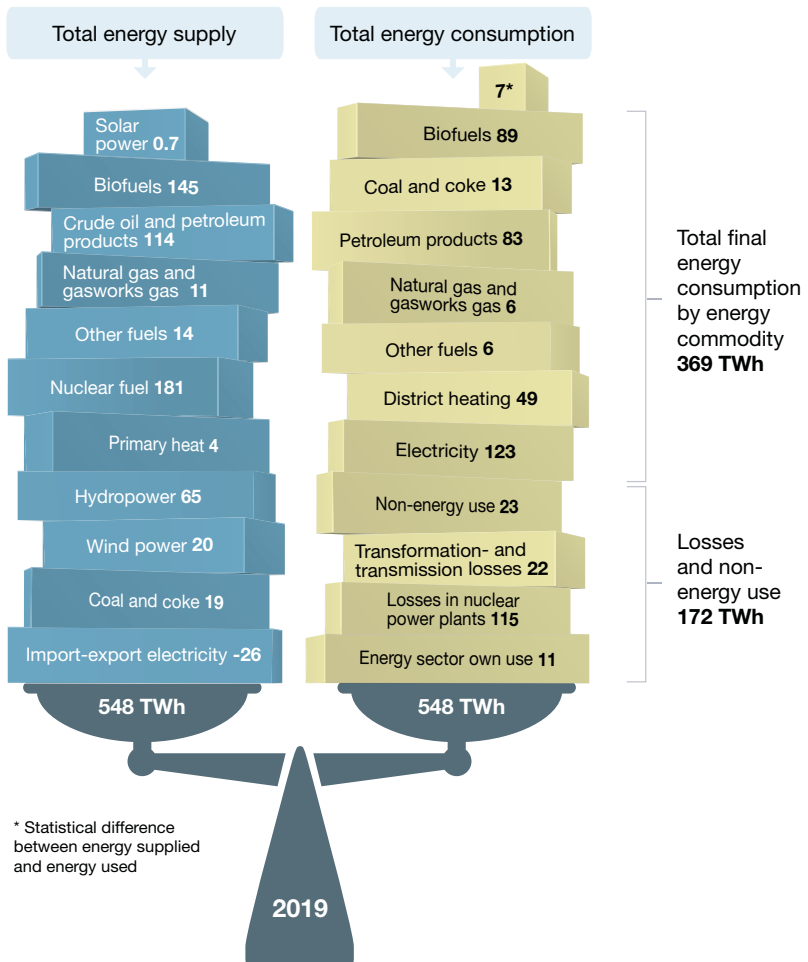 Total energy supply
Solar
power 0.7
Biofuels 145
Crude oil and petroleum
products 114
Natural gas and
gasworks gas 11
Other fuels 14
Nuclear fuel 181
Primary heat 4
Hydropower 65
Wind power 20
Coal and coke 19
Import-export electricity -26
548 TWh
Total energy consumption
7*
Biofuels 89
Coal and coke 13
Petroleum products 83
Natural gas and
gasworks gas 6
Other fuels 6
District heating 49
Electricity 123
Non-energy use 23
Transformation- and
transmission losses 22
Losses in nuclear
power plants 115
Energy sector own use 11
548 TWh
Total final
energy
consumption
by energy
commodity
369 TWh
Losses
and non-
energy use
172 TWh
* Statistical difference
between energy supplied
and energy used
2019